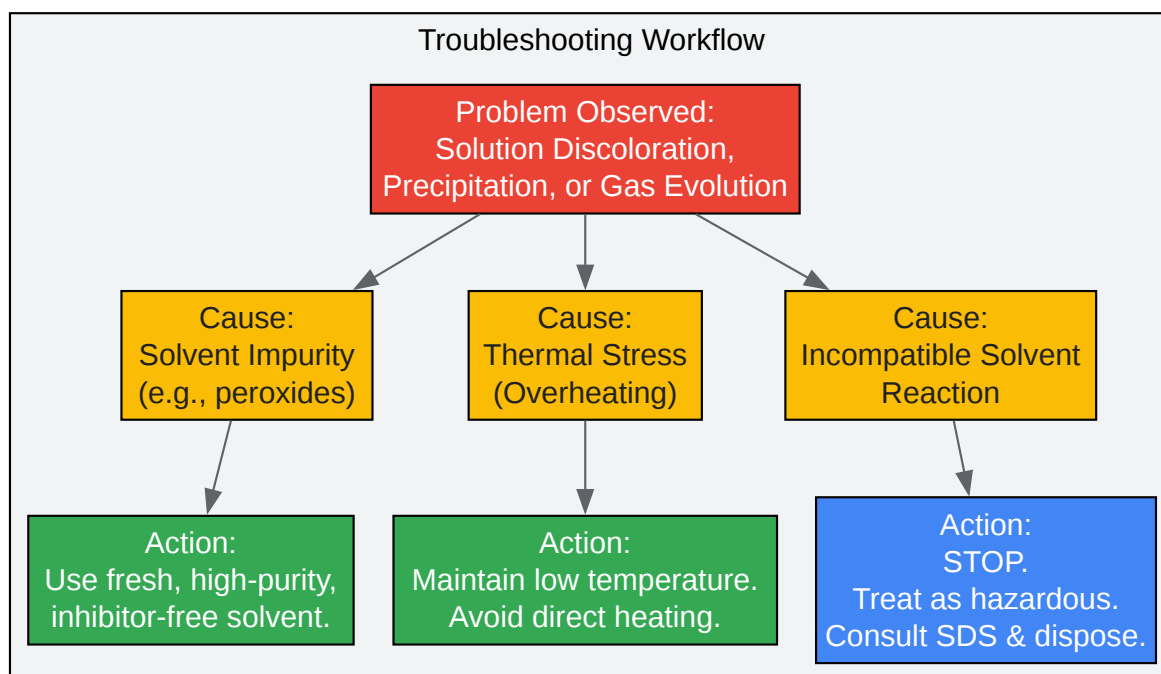 Troubleshooting Workflow
Problem Observed:
Solution Discoloration,
Precipitation, or Gas Evolution
Cause:
Solvent Impurity
(e.g., peroxides)
Cause:
Thermal Stress
(Overheating)
Cause:
Incompatible Solvent
Reaction
Action:
Use fresh, high-purity,
inhibitor-free solvent.
Action:
Maintain low temperature.
Avoid direct heating.
Action:
STOP.
Treat as hazardous.
Consult SDS & dispose.